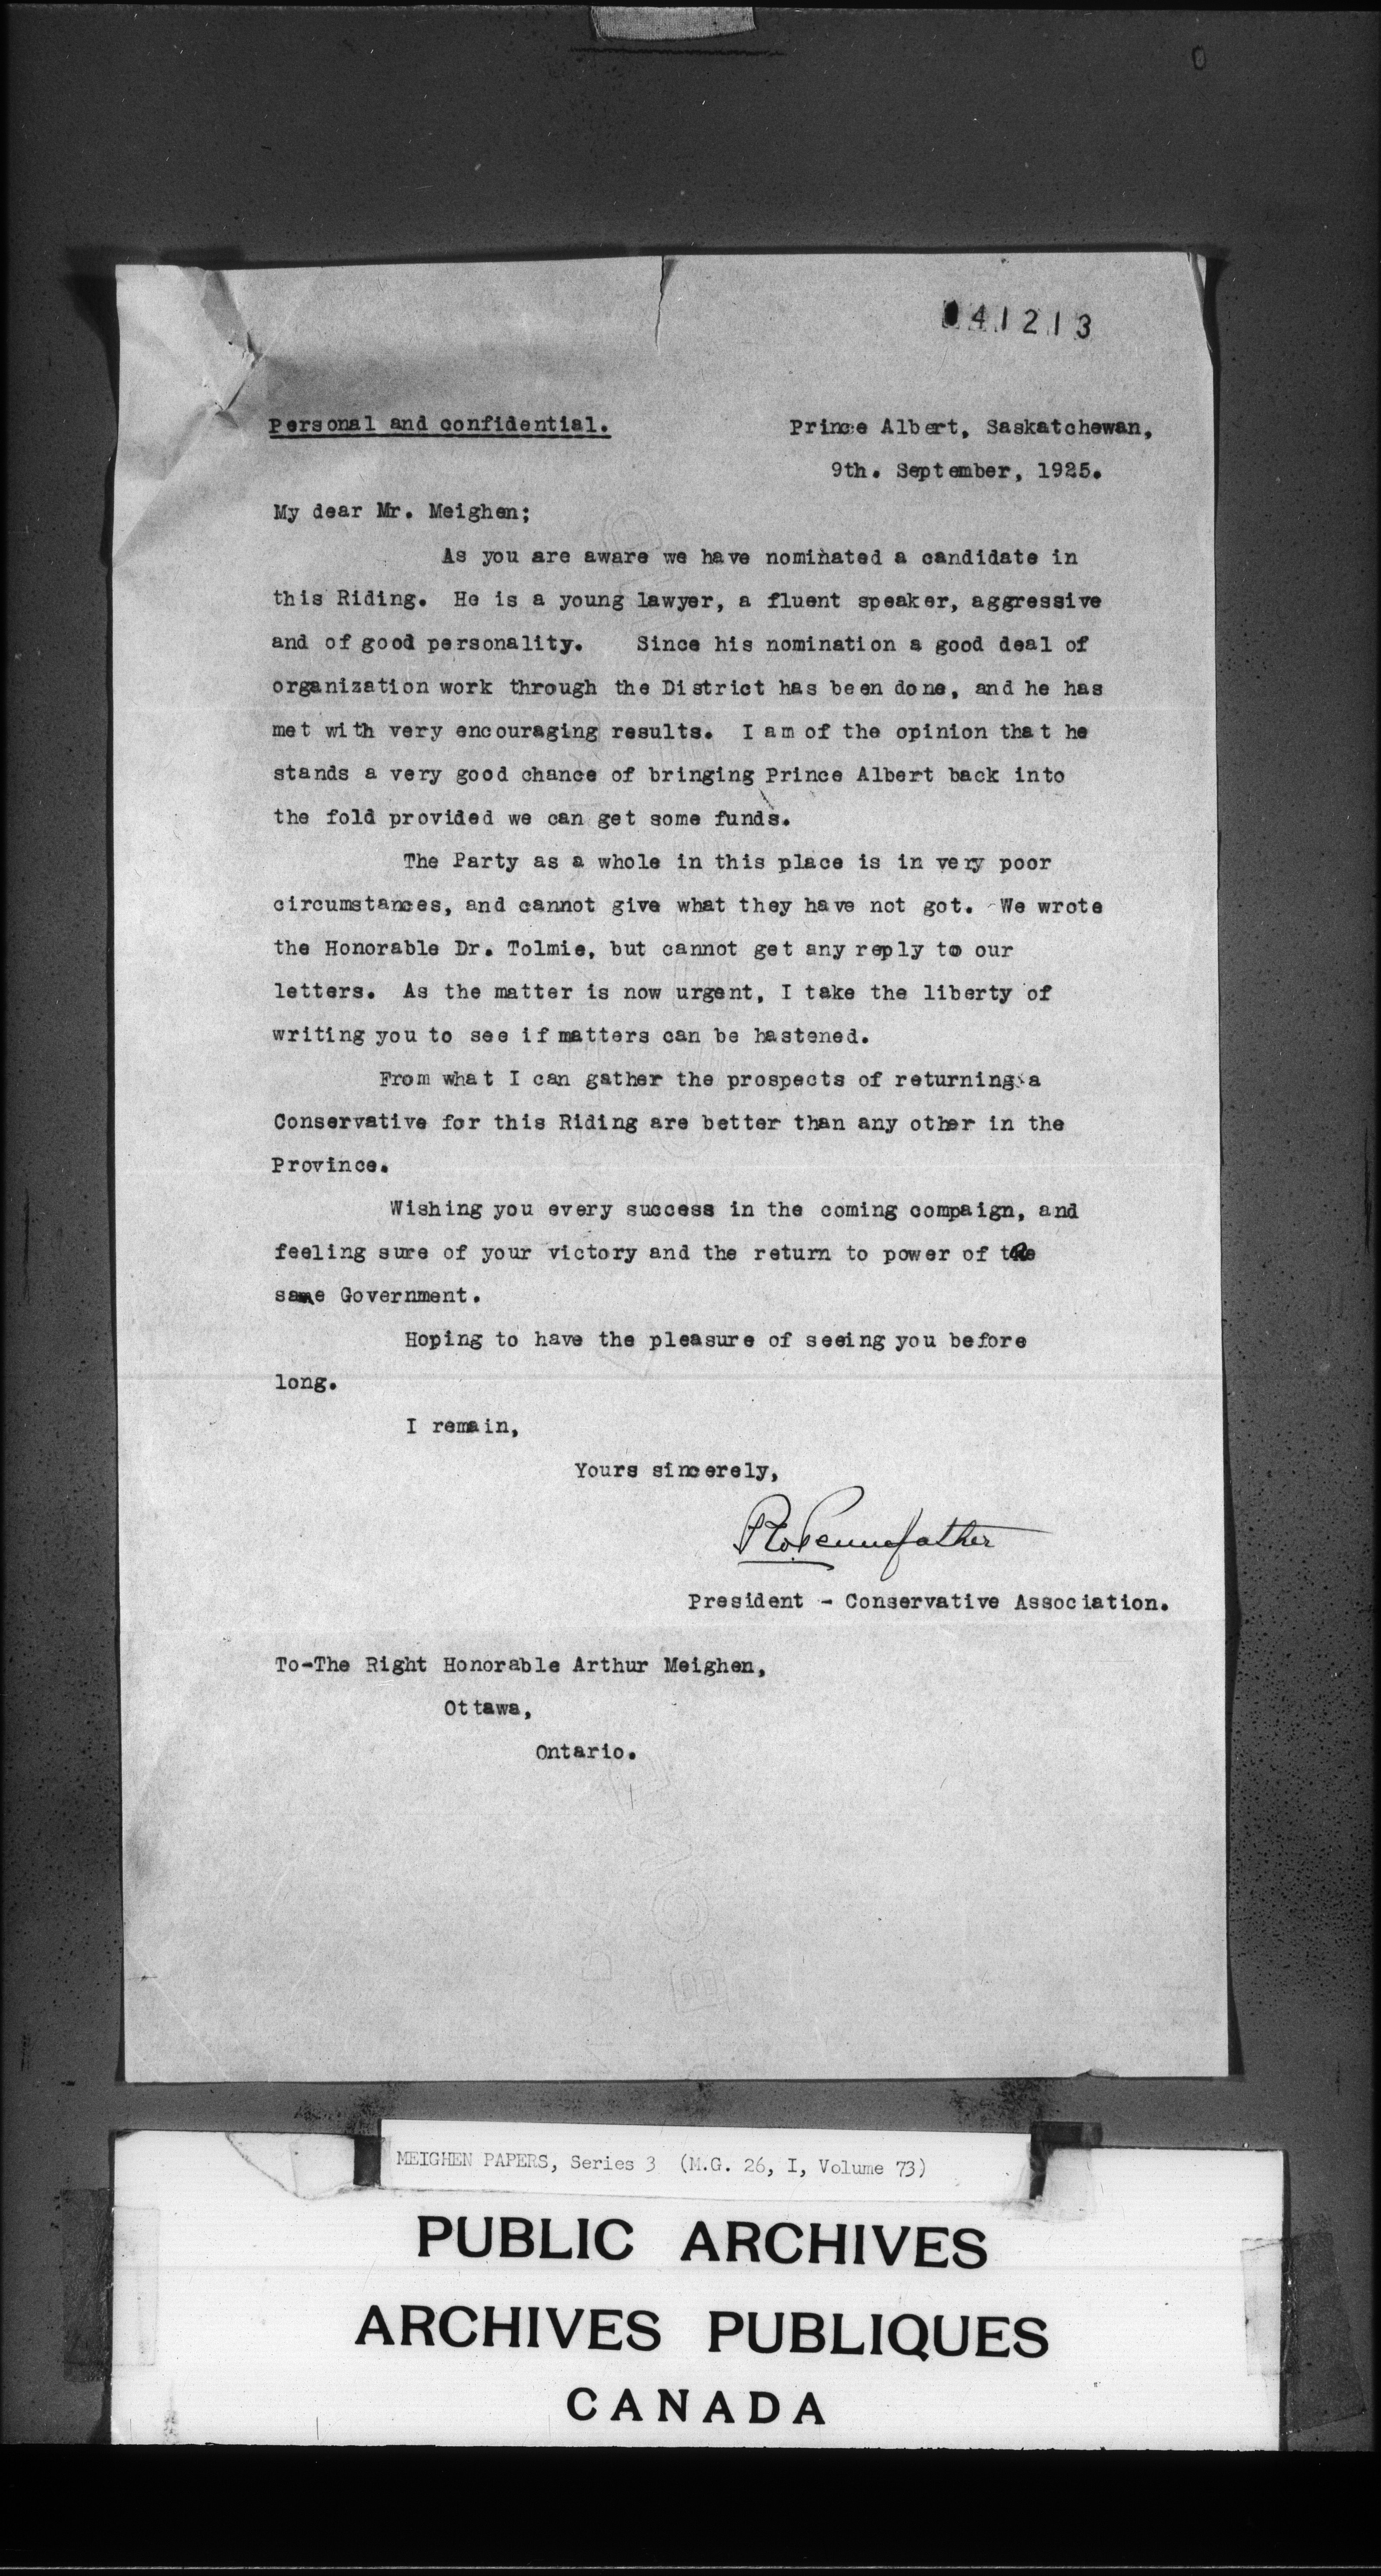 041213
Personal and confidential.
Prince Albert, Saskatchewan,
9th. September, 1925.
My dear Mr. Meighen;
As you are aware we have nominated a candidate in
this Riding. He is a young lawyer, a fluent speaker, aggressive
and of good personality. Since his nomination a good deal of
organization work through the District has been done, and he has
met with very encouraging results. I am of the opinion that he
stands a very good chance of bringing Prince Albert back into
the fold provided we can get some funds.
The Party as a whole in this place is in very poor
circumstances, and cannot give what they have not got. We wrote
the Honorable Dr. Tolmie, but cannot get any reply to our
letters. As the matter is now urgent, I take the liberty of
writing you to see if matters can be hastened.
From what I can gather the prospects of returning a
Conservative for this Riding are better than any other in the
Province.
Wishing you every success in the coming compaign, and
feeling sure of your victory and the return to power of the
same Government.
Hoping to have the pleasure of seeing you before
long.
I remain,
Yours sincerely,
Pennefather
President - Conservative Association.
To-The Right Honorable Arthur Meighen,
Ottawa,
Ontario.
MEIGHEN PAPERS, Series 3 (M.G. 26, I, Volume 73)
PUBLIC ARCHIVES
ARCHIVES PUBLIQUES
CANADA